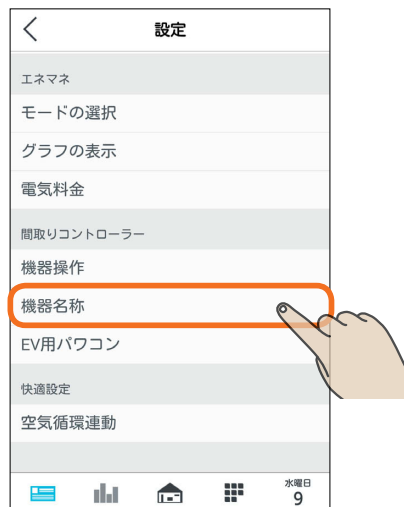 設定
エネマネ
モードの選択
グラフの表示
電気料金
間取りコントローラー
機器操作
機器名称
EV用パワコン
快適設定
空気循環連動
水曜日
9